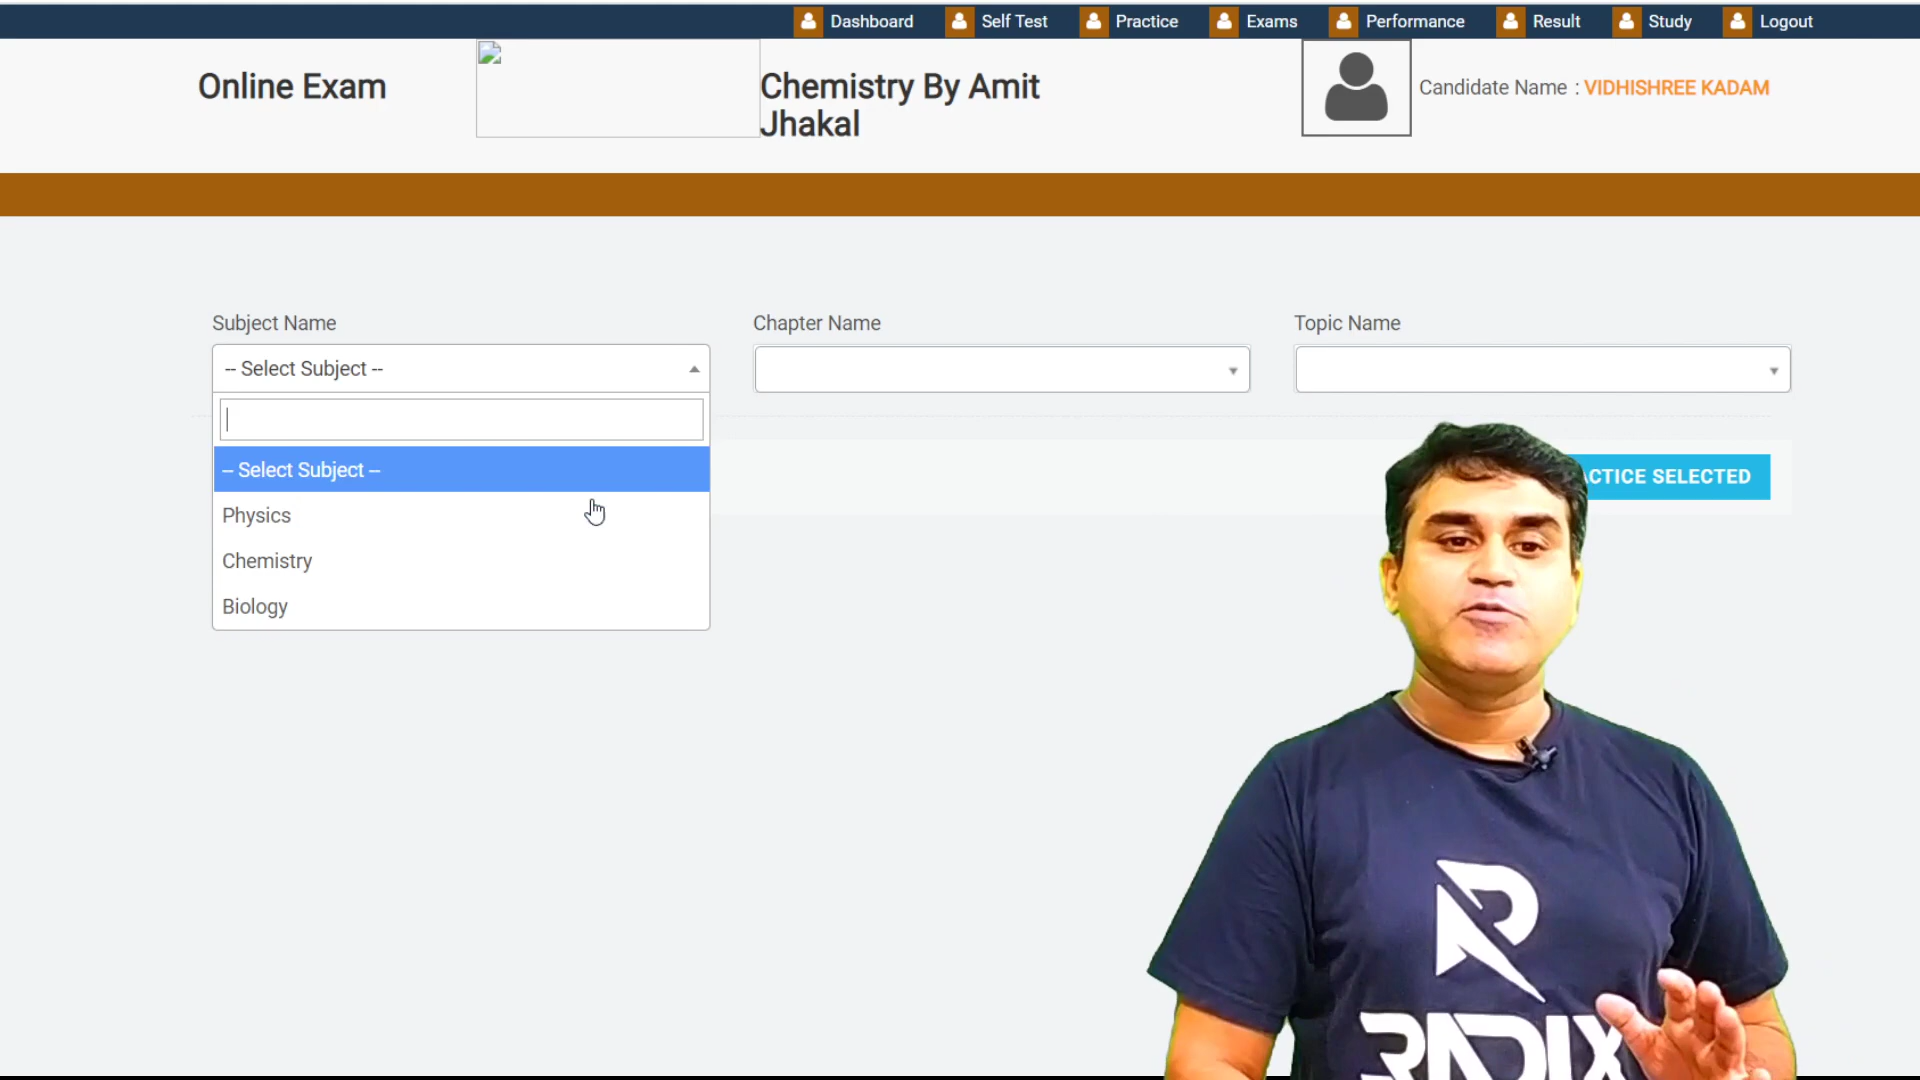 Dashboard Self Test Practice Exams Performance Result Study Logout
Online Exam
Chemistry By Amit
Jhakal
Candidate Name : VIDHISHREE KADAM
Subject Name
Chapter Name
Topic Name
-- Select Subject --
-- Select Subject --
Physics
Chemistry
Biology
CTICE SELECTED
RADIX